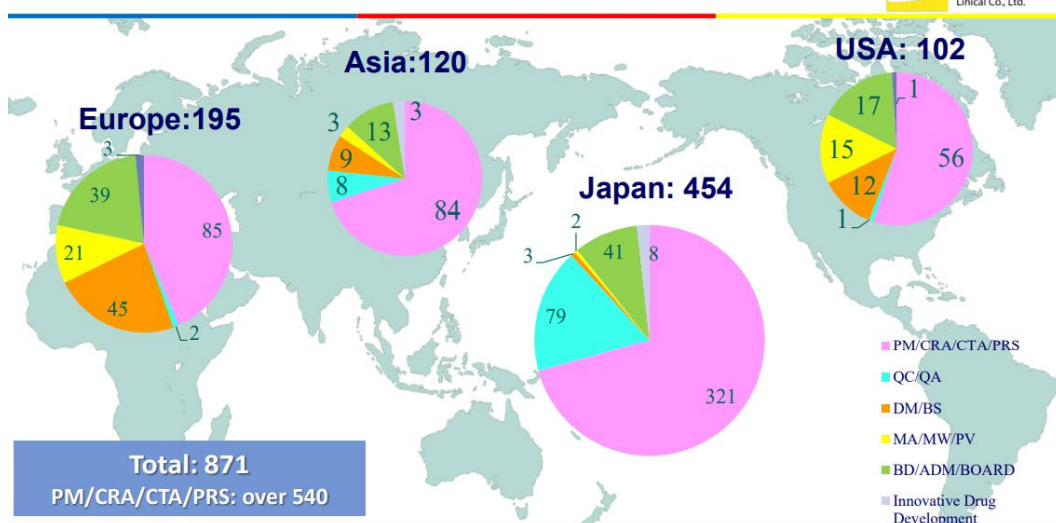 Linical Co., Ltd.
USA: 102
Asia:120
Europe:195
Japan: 454
3
39
85
21
45
2
3
13
3
9
8
84
2
3
41
8
79
321
1
17
15
56
12
1
PM/CRA/CTA/PRS
QC/QA
DM/BS
MA/MW/PV
BD/ADM/BOARD
Innovative Drug
Development
Total: 871
PM/CRA/CTA/PRS: over 540